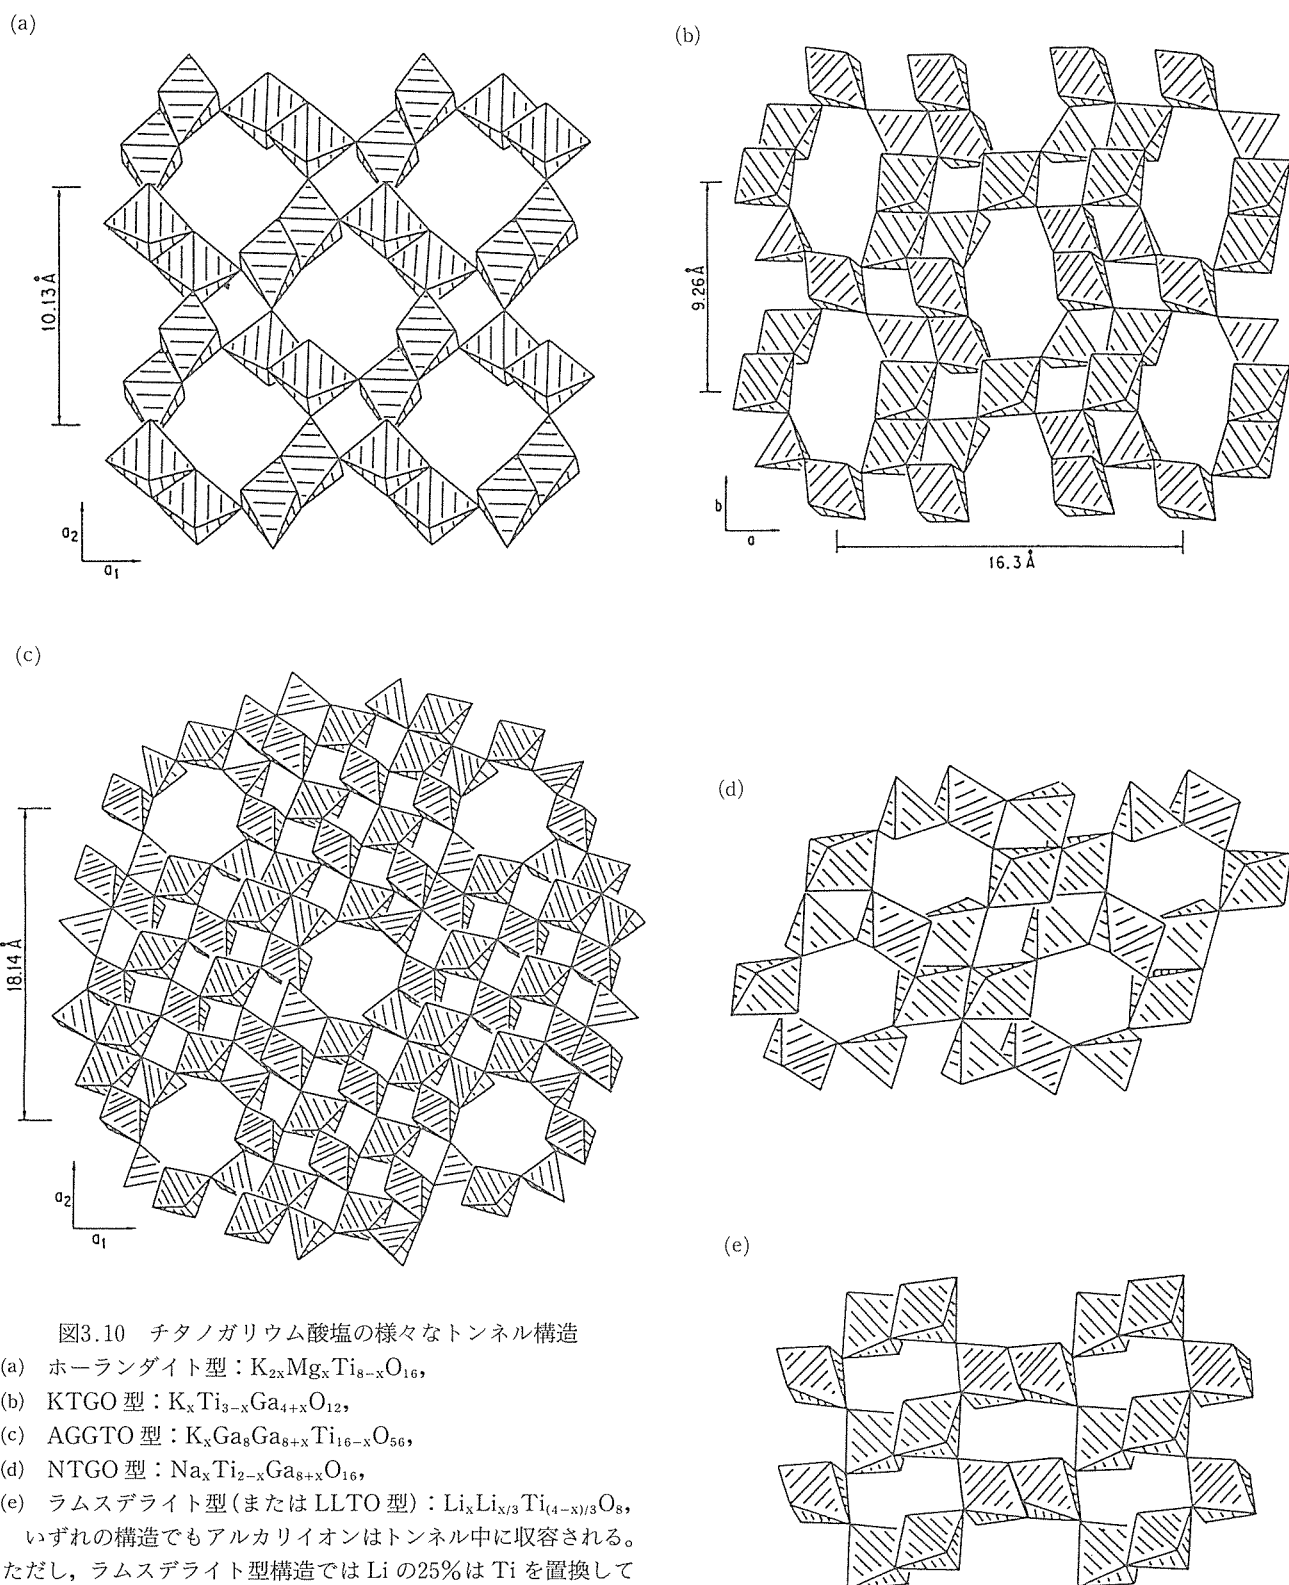 (a)
10.13Å
a₂
a₁
(b)
9.26Å
b
a
16.3Å
(c)
18.14Å
a₂
a₁
(d)
(e)
図3.10 チタノガリウム酸塩の様々なトンネル構造
(a) ホーランダイト型：K₂ₓMgₓTi₈₋ₓO₁₆,
(b) KTGO 型：KₓTi₃₋ₓGa₄₊ₓO₁₂,
(c) AGGTO 型：KₓGa₈Ga₈₊ₓTi₁₆₋ₓO₅₆,
(d) NTGO 型：NaₓTi₂₋ₓGa₈₊ₓO₁₆,
(e) ラムスデライト型(または LLTO 型)：LiₓLiₓ/₃Ti₍₄₋ₓ₎/₃O₈,
いずれの構造でもアルカリイオンはトンネル中に収容される。
ただし，ラムスデライト型構造では Li の25%は Ti を置換して